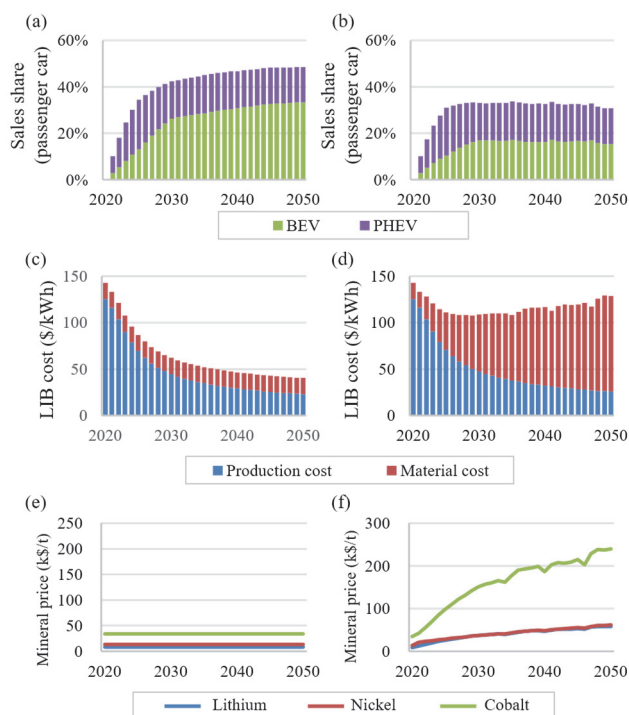 (a)
(b)
Sales share
(passenger car)
60%
40%
20%
0%
2020
2030
2040
2050
Sales share
(passenger car)
60%
40%
20%
0%
2020
2030
2040
2050
BEV
PHEV
(c)
(d)
LIB cost ($/kWh)
150
100
50
0
2020
2030
2040
2050
LIB cost ($/kWh)
150
100
50
0
2020
2030
2040
2050
Production cost
Material cost
(e)
(f)
Mineral price (k$/t)
250
200
150
100
50
0
2020
2030
2040
2050
Mineral price (k$/t)
300
200
100
0
2020
2030
2040
2050
Lithium
Nickel
Cobalt